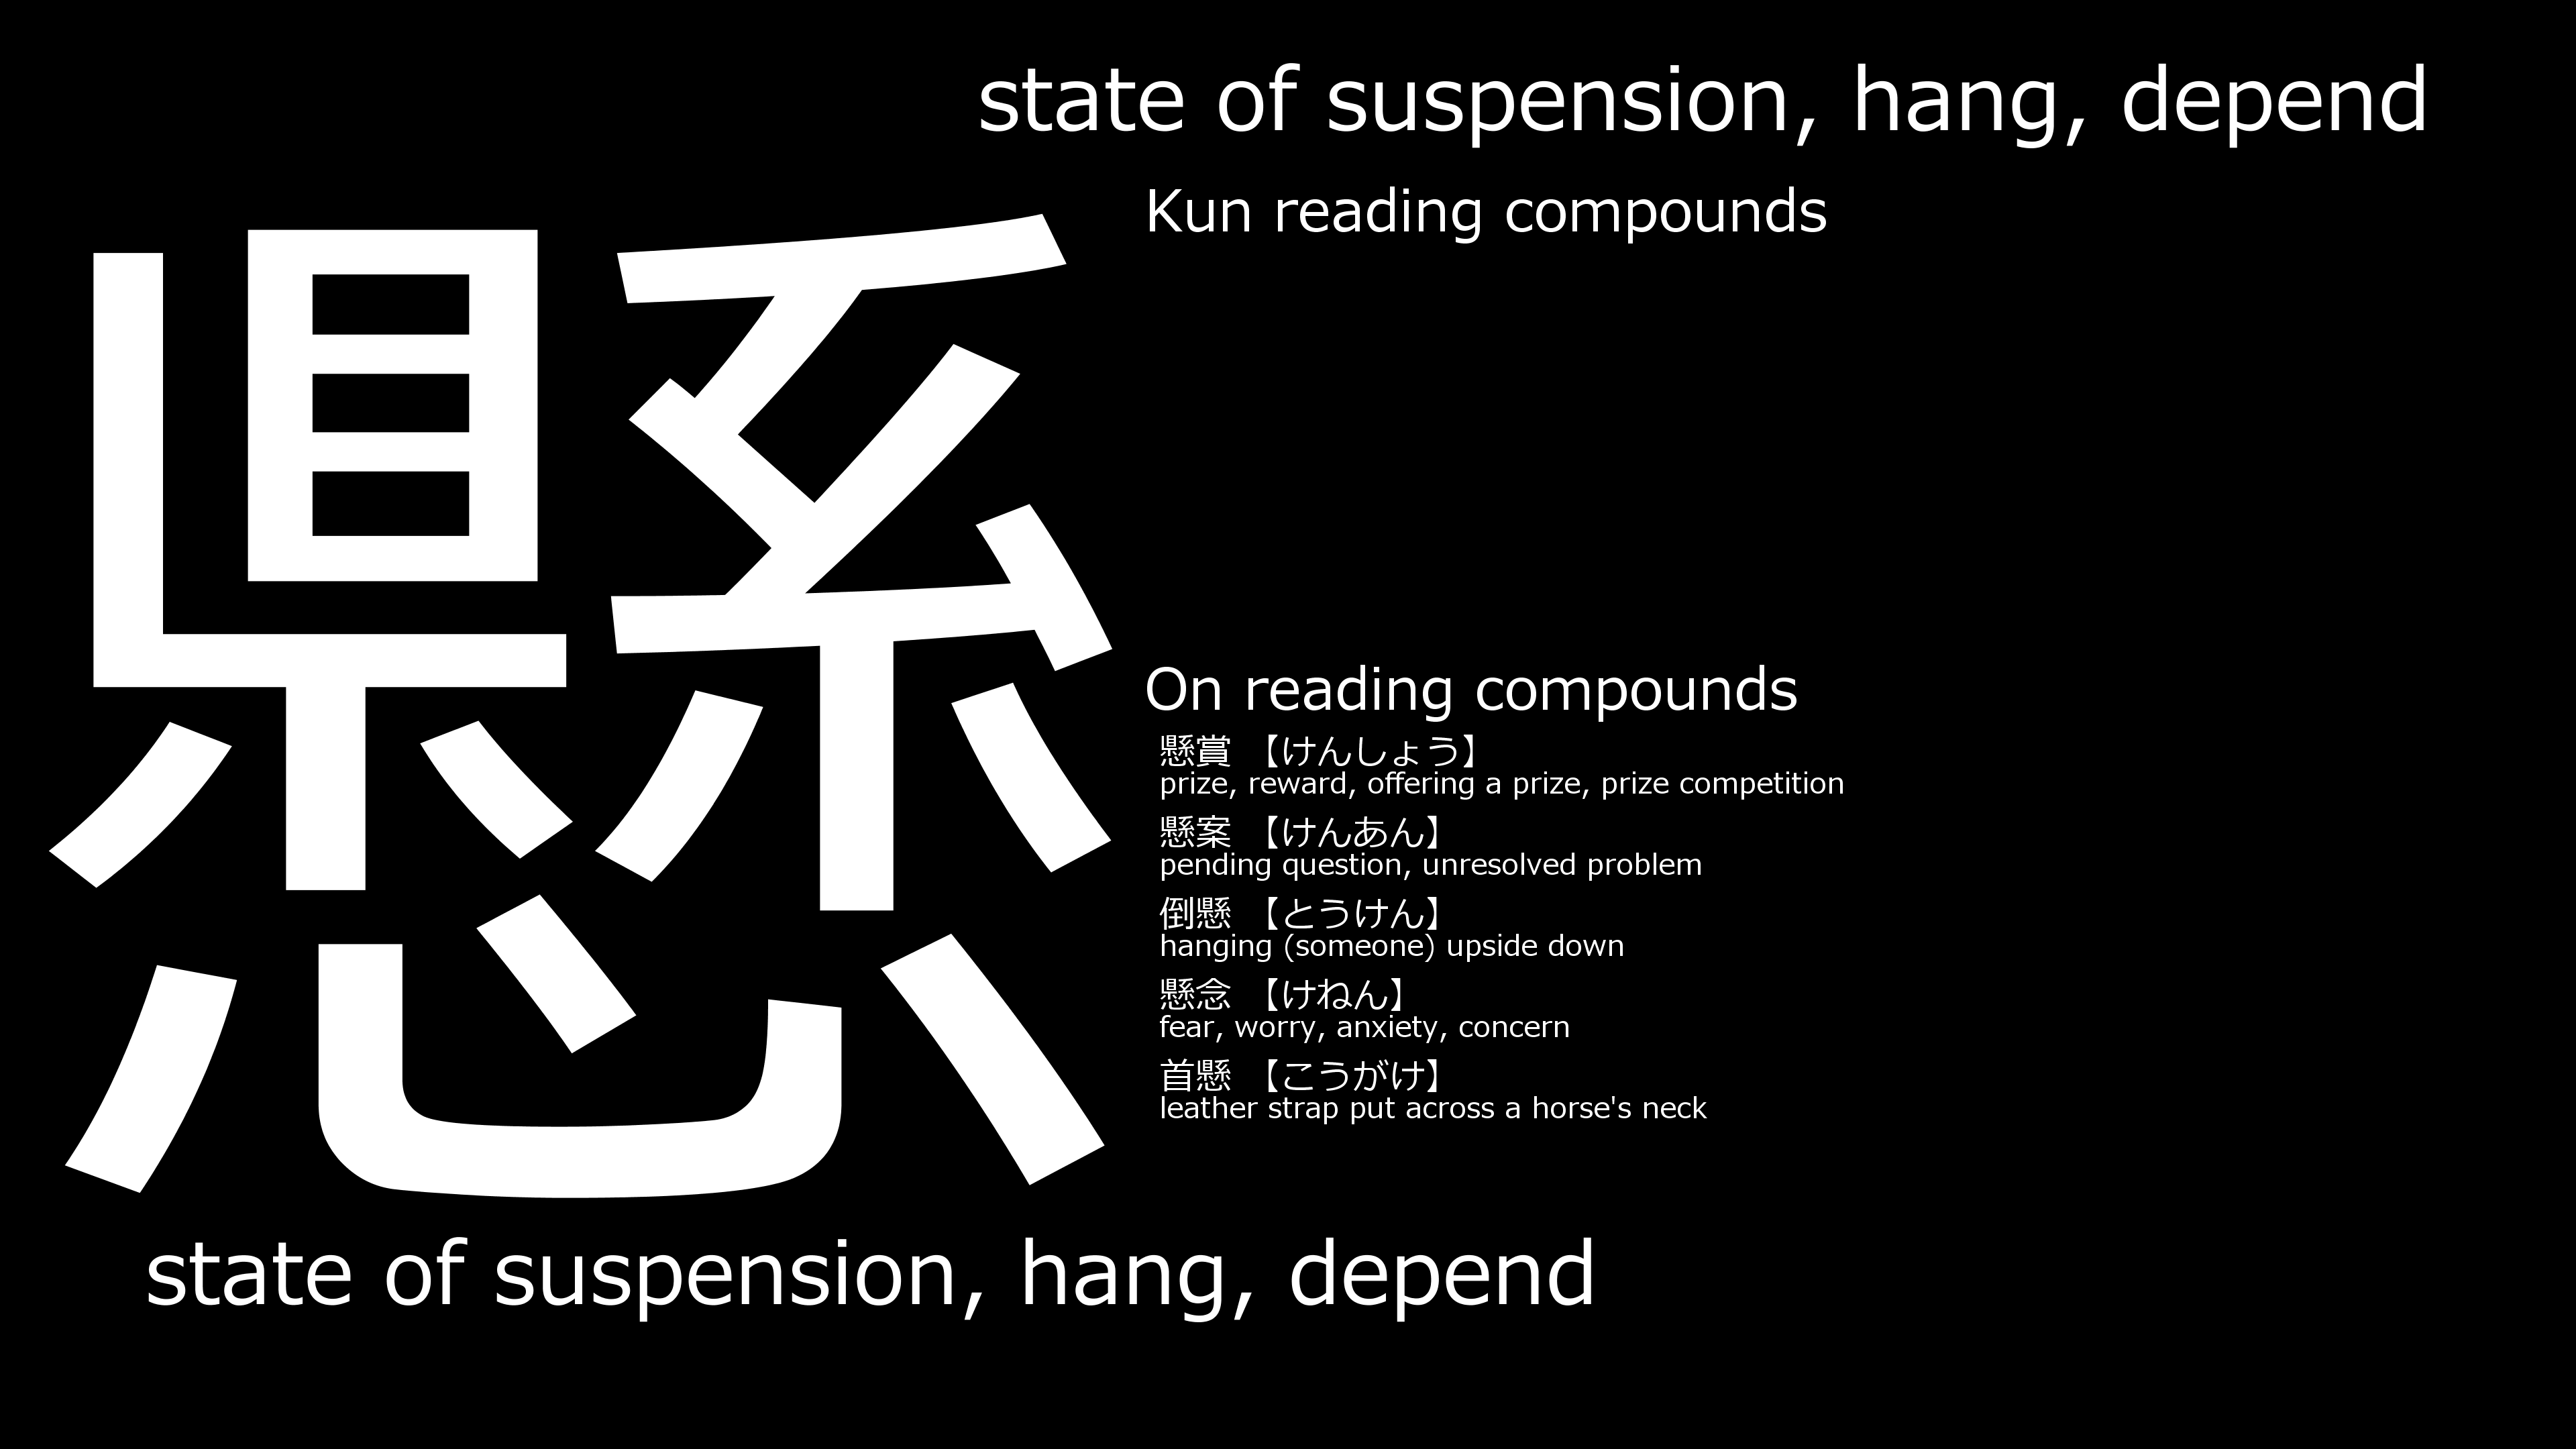 state of suspension, hang, depend
懸
Kun reading compounds
On reading compounds
懸賞 【けんしょう】
prize, reward, offering a prize, prize competition
懸案 【けんあん】
pending question, unresolved problem
倒懸 【とうけん】
hanging (someone) upside down
懸念 【けねん】
fear, worry, anxiety, concern
首懸 【こうがけ】
leather strap put across a horse's neck
state of suspension, hang, depend